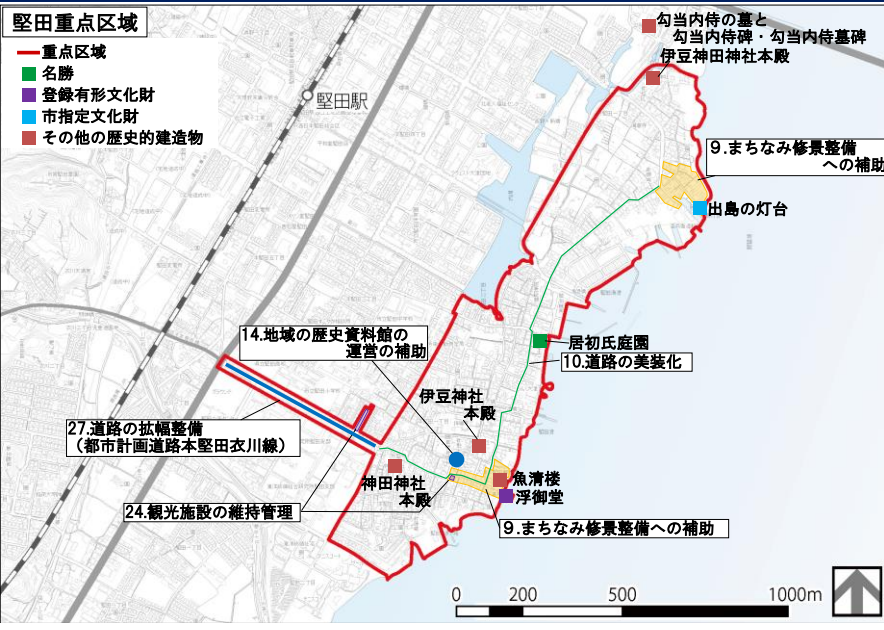 堅田重点区域
重点区域
名勝
登録有形文化財
市指定文化財
その他の歴史的建造物
堅田駅
勾当内侍の墓と
勾当内侍碑・勾当内侍墓碑
伊豆神田神社本殿
9.まちなみ修景整備
への補助
出島の灯台
居初氏庭園
10.道路の美装化
14.地域の歴史資料館の
運営の補助
伊豆神社
本殿
27.道路の拡幅整備
（都市計画道路本堅田衣川線）
神田神社
本殿
魚清楼
浮御堂
24.観光施設の維持管理
9.まちなみ修景整備への補助
0 200 500 1000m